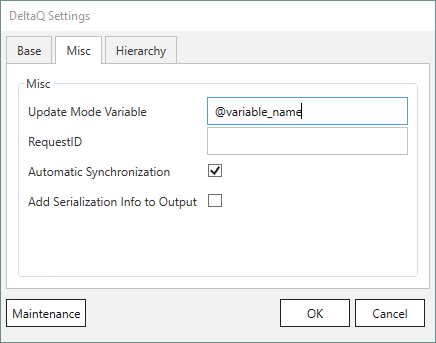 DeltaQ Settings
Base Misc Hierarchy
Misc
Update Mode Variable @variable_name
RequestID
Automatic Synchronization
Add Serialization Info to Output
Maintenance OK Cancel